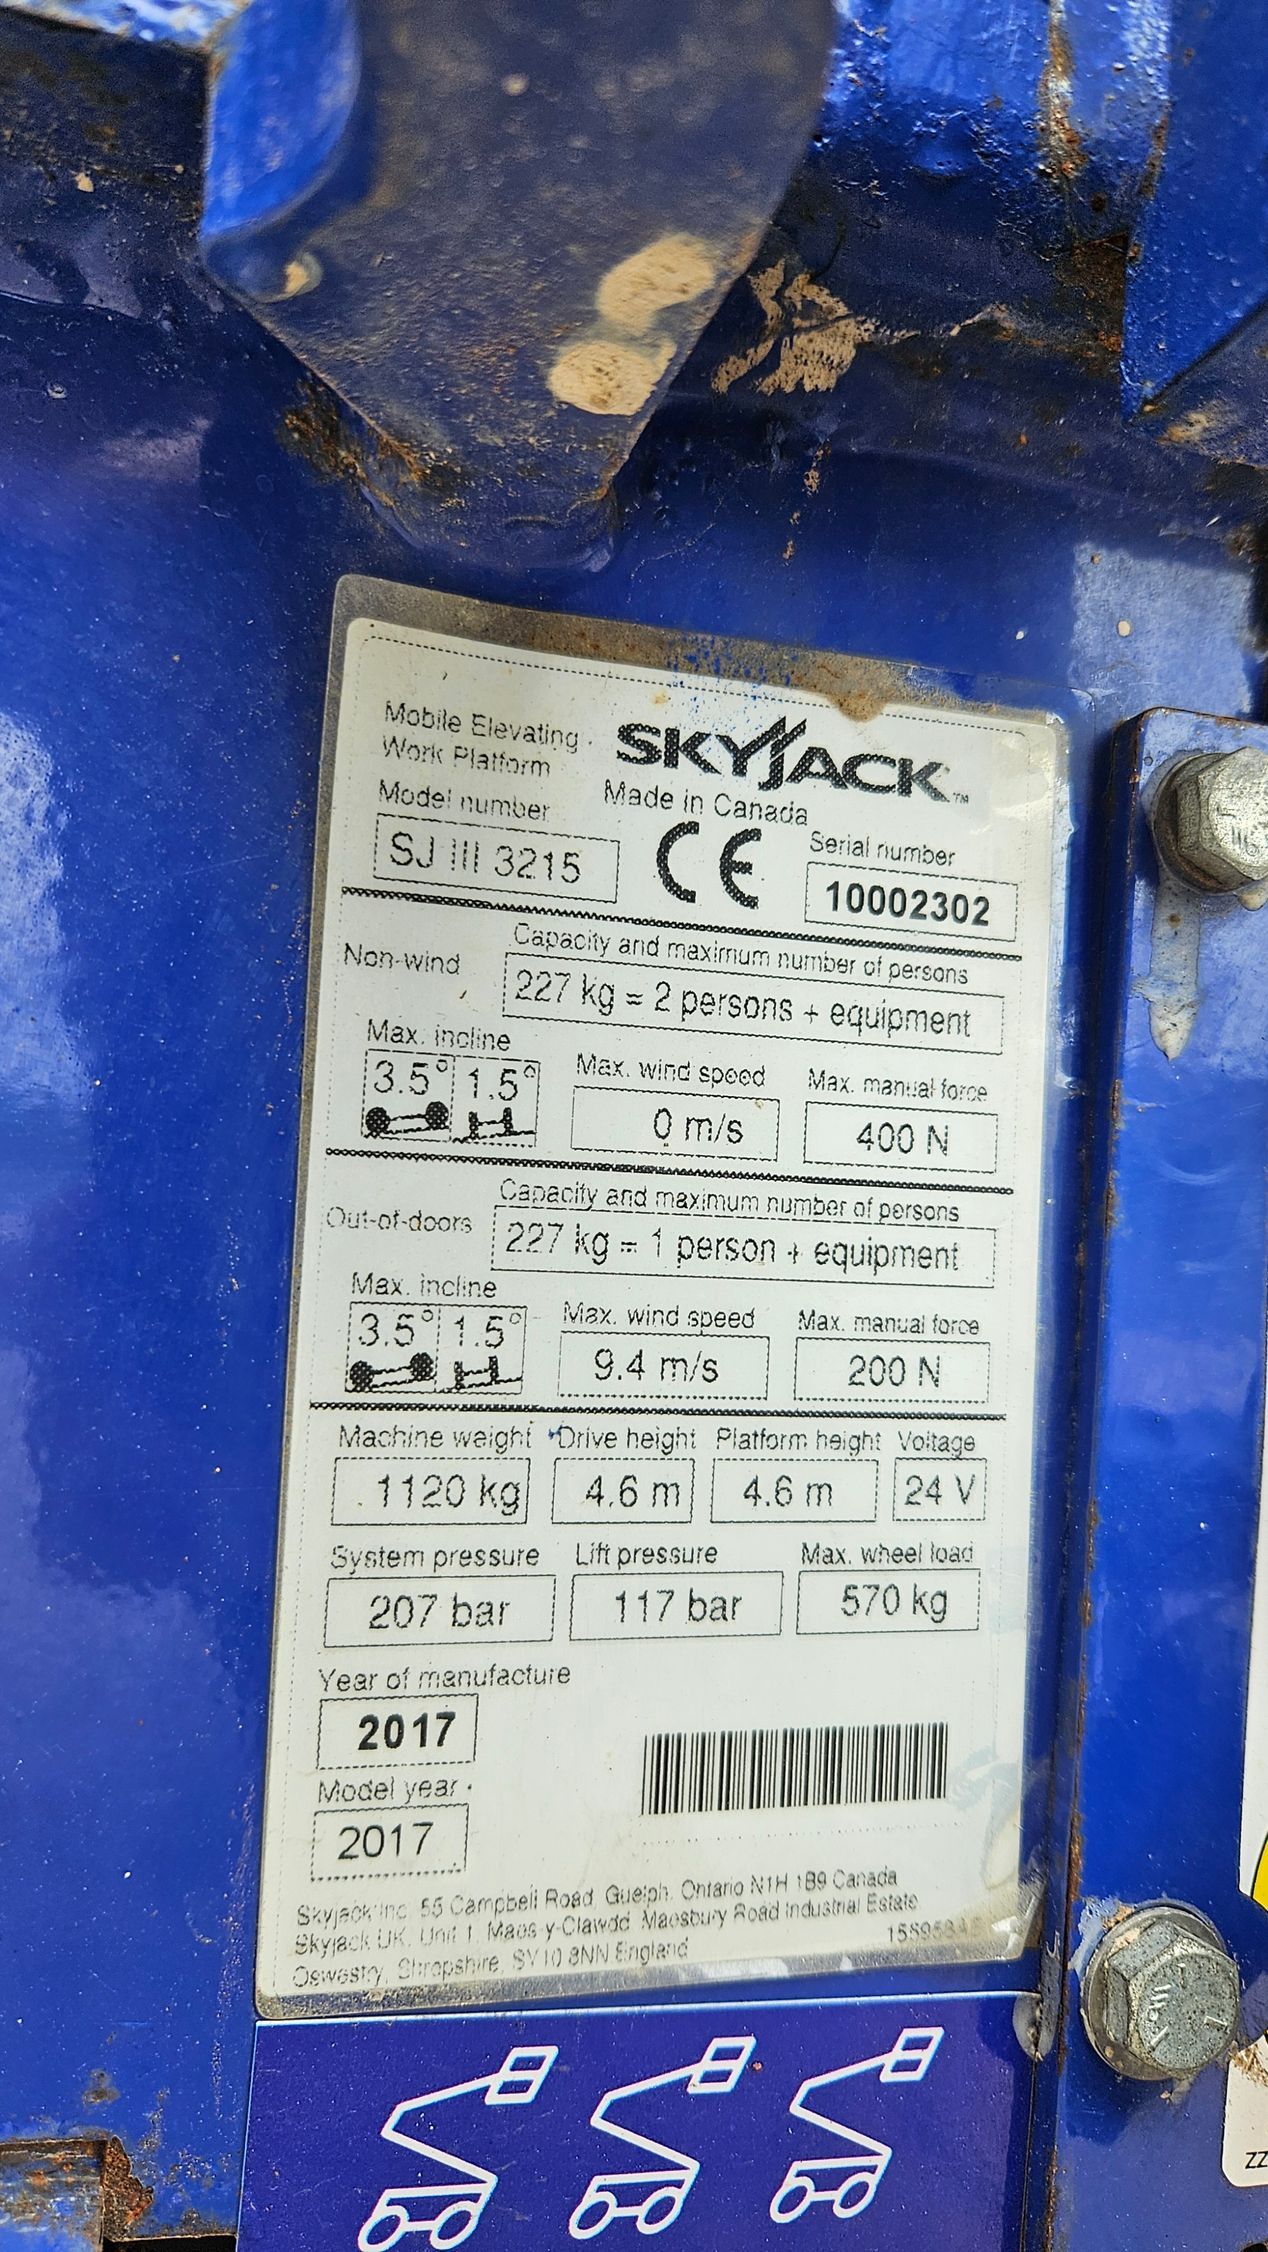 Mobile Elevating
Work Platform
SKYJACK™
Made in Canada
Model number
SJ III 3215
CE
Serial number
10002302
Non-wind
Capacity and maximum number of persons
227 kg = 2 persons + equipment
Max. incline
3.5° 1.5°
Max. wind speed
0 m/s
Max. manual force
400 N
Out-of-doors
Capacity and maximum number of persons
227 kg = 1 person + equipment
Max. incline
3.5° 1.5°
Max. wind speed
9.4 m/s
Max. manual force
200 N
Machine weight Drive height Platform height Voltage
1120 kg 4.6 m 4.6 m 24 V
System pressure Lift pressure Max. wheel load
207 bar 117 bar 570 kg
Year of manufacture
2017
Model year
2017
Skyjack Inc. 55 Campbell Road, Guelph, Ontario N1H 1B9 Canada
Skyjack UK, Unit 1, Maes-y-Clawdd, Maesbury Road Industrial Estate
Oswestry, Shropshire, SY10 8NN England
ZZ